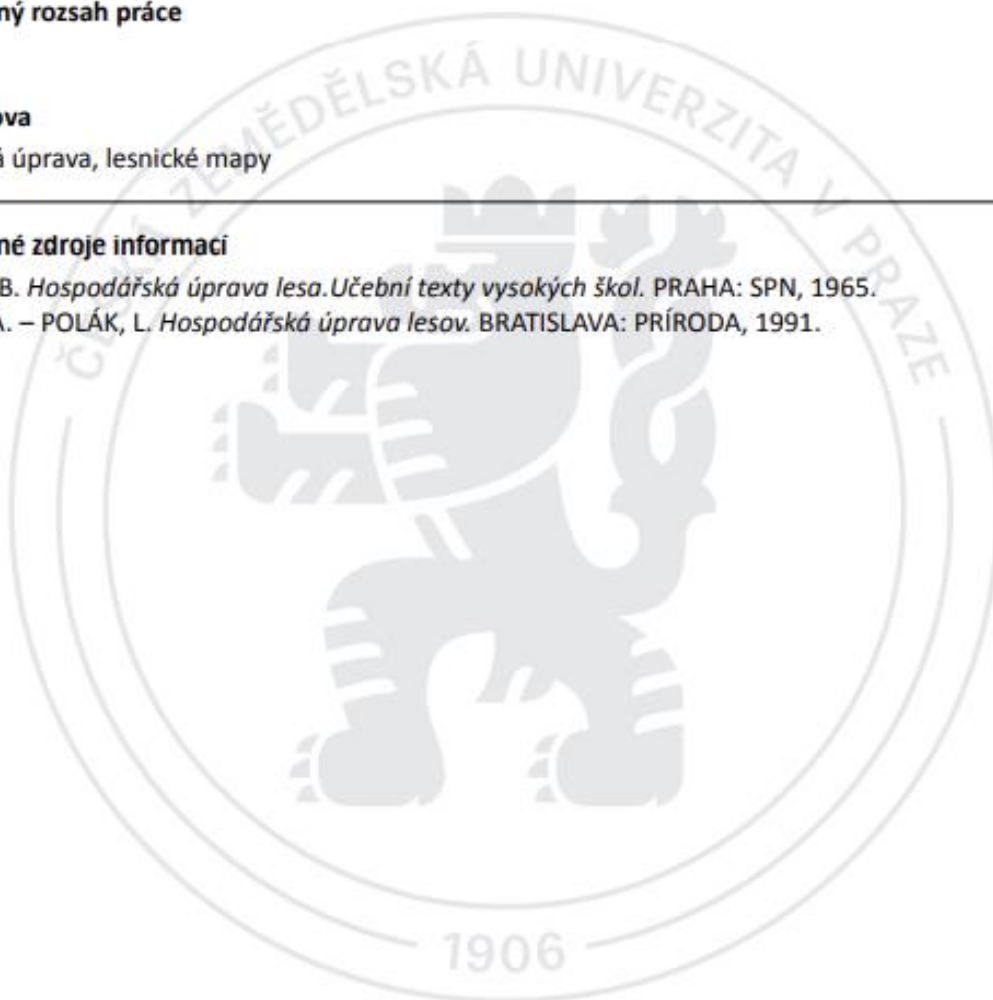 ný rozsah práce
ova
á úprava, lesnické mapy
né zdroje informací
B. Hospodářská úprava lesa.Učební texty vysokých škol. PRAHA: SPN, 1965.
A. – POLÁK, L. Hospodářská úprava lesov. BRATISLAVA: PRÍRODA, 1991.
ČESKÁ ZEMĚDĚLSKÁ UNIVERZITA V PRAZE
1906